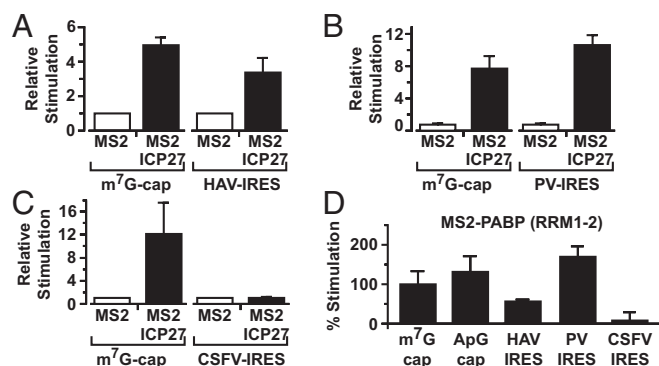 A
Relative Stimulation
6
4
2
0
MS2 MS2 ICP27 MS2 MS2 ICP27
m⁷G-cap HAV-IRES
B
Relative Stimulation
12
8
4
0
MS2 MS2 ICP27 MS2 MS2 ICP27
m⁷G-cap PV-IRES
C
Relative Stimulation
16
12
8
4
0
MS2 MS2 ICP27 MS2 MS2 ICP27
m⁷G-cap CSFV-IRES
D
MS2-PABP (RRM1-2)
% Stimulation
200
100
0
m⁷G cap ApG cap HAV IRES PV IRES CSFV IRES